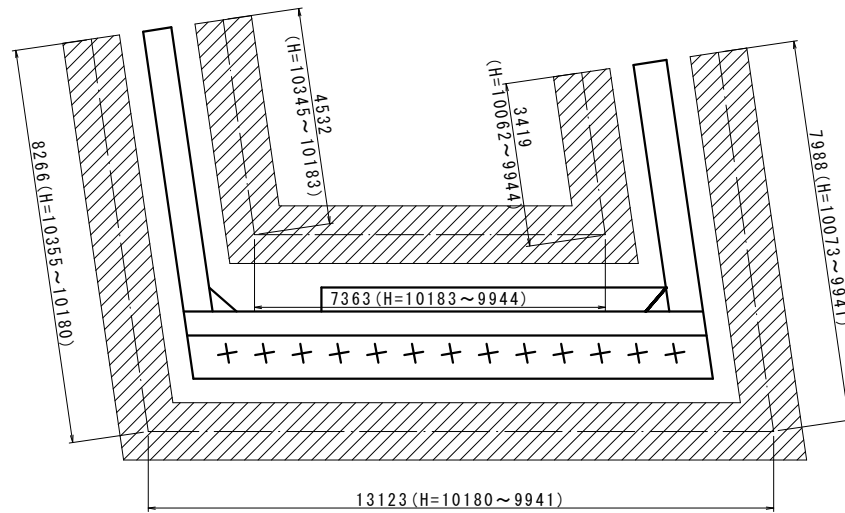 4532
(H=10345～10183)
3419
(H=10062～9944)
8266(H=10355～10180)
7988(H=10073～9941)
7363(H=10183～9944)
13123(H=10180～9941)